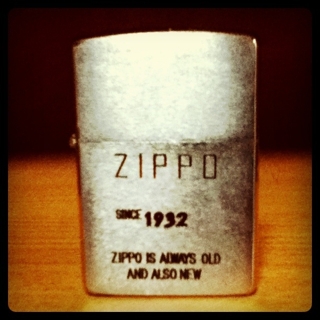 ZIPPO
SINCE 1932
ZIPPO IS ALWAYS OLD
AND ALSO NEW